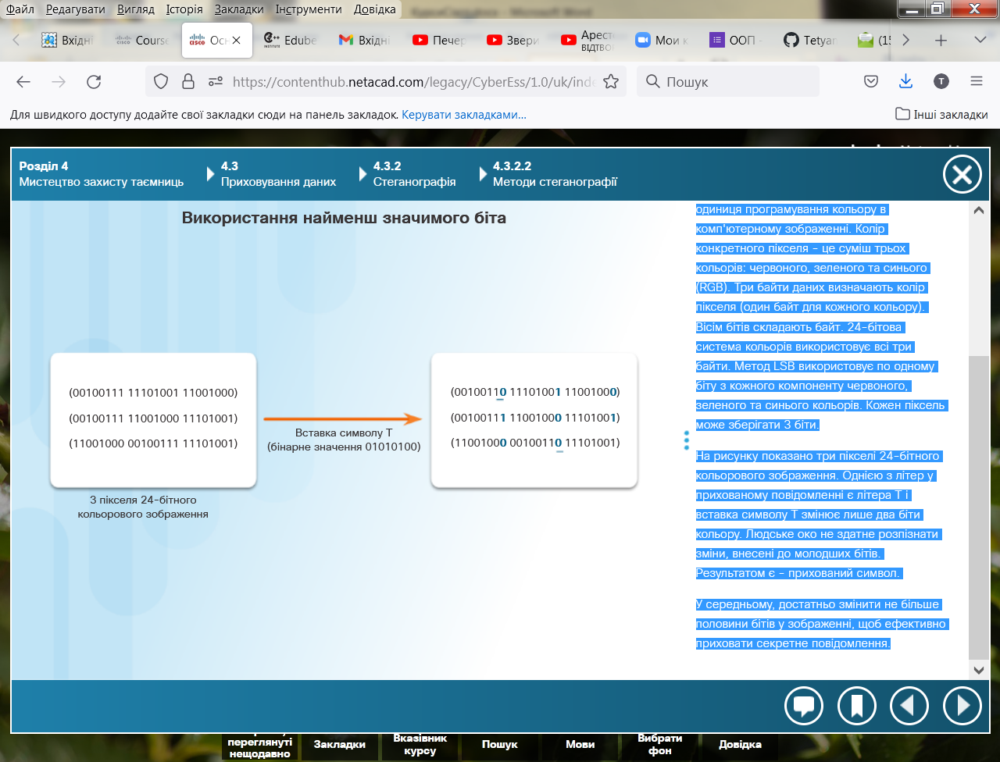 Файл Редагувати Вигляд Історія Закладки Інструменти Довідка
Вхідні Course Осн Edube Вхідні Печер Звери Аресто Мои к ООП - Tetyan (15
ВІДТВО
https://contenthub.netacad.com/legacy/CyberEss/1.0/uk/inde Пошук T
Для швидкого доступу додайте свої закладки сюди на панель закладок. Керувати закладками... Інші закладки
Розділ 4 4.3 4.3.2 4.3.2.2
Мистецтво захисту таємниць Приховування даних Стеганографія Методи стеганографії
Використання найменш значимого біта
(00100111 11101001 11001000)
(00100111 11001000 11101001)
(11001000 00100111 11101001)
3 пікселя 24-бітного
кольорового зображення
Вставка символу Т
(бінарне значення 01010100)
(00100110 11101001 11001000)
(00100111 11001000 11101001)
(11001000 00100110 11101001)
одиниця програмування кольору в
комп'ютерному зображенні. Колір
конкретного пікселя - це суміш трьох
кольорів: червоного, зеленого та синього
(RGB). Три байти даних визначають колір
пікселя (один байт для кожного кольору).
Вісім бітів складають байт. 24-бітова
система кольорів використовує всі три
байти. Метод LSB використовує по одному
біту з кожного компоненту червоного,
зеленого та синього кольорів. Кожен піксель
може зберігати 3 біти.
На рисунку показано три пікселі 24-бітного
кольорового зображення. Однією з літер у
прихованому повідомленні є літера Т і
вставка символу Т змінює лише два біти
кольору. Людське око не здатне розпізнати
зміни, внесені до молодших бітів.
Результатом є - прихований символ.
У середньому, достатньо змінити не більше
половини бітів у зображенні, щоб ефективно
приховати секретне повідомлення.
переглянуті
нещодавно
Закладки
Вказівник
курсу
Пошук
Мови
Вибрати
фон
Довідка